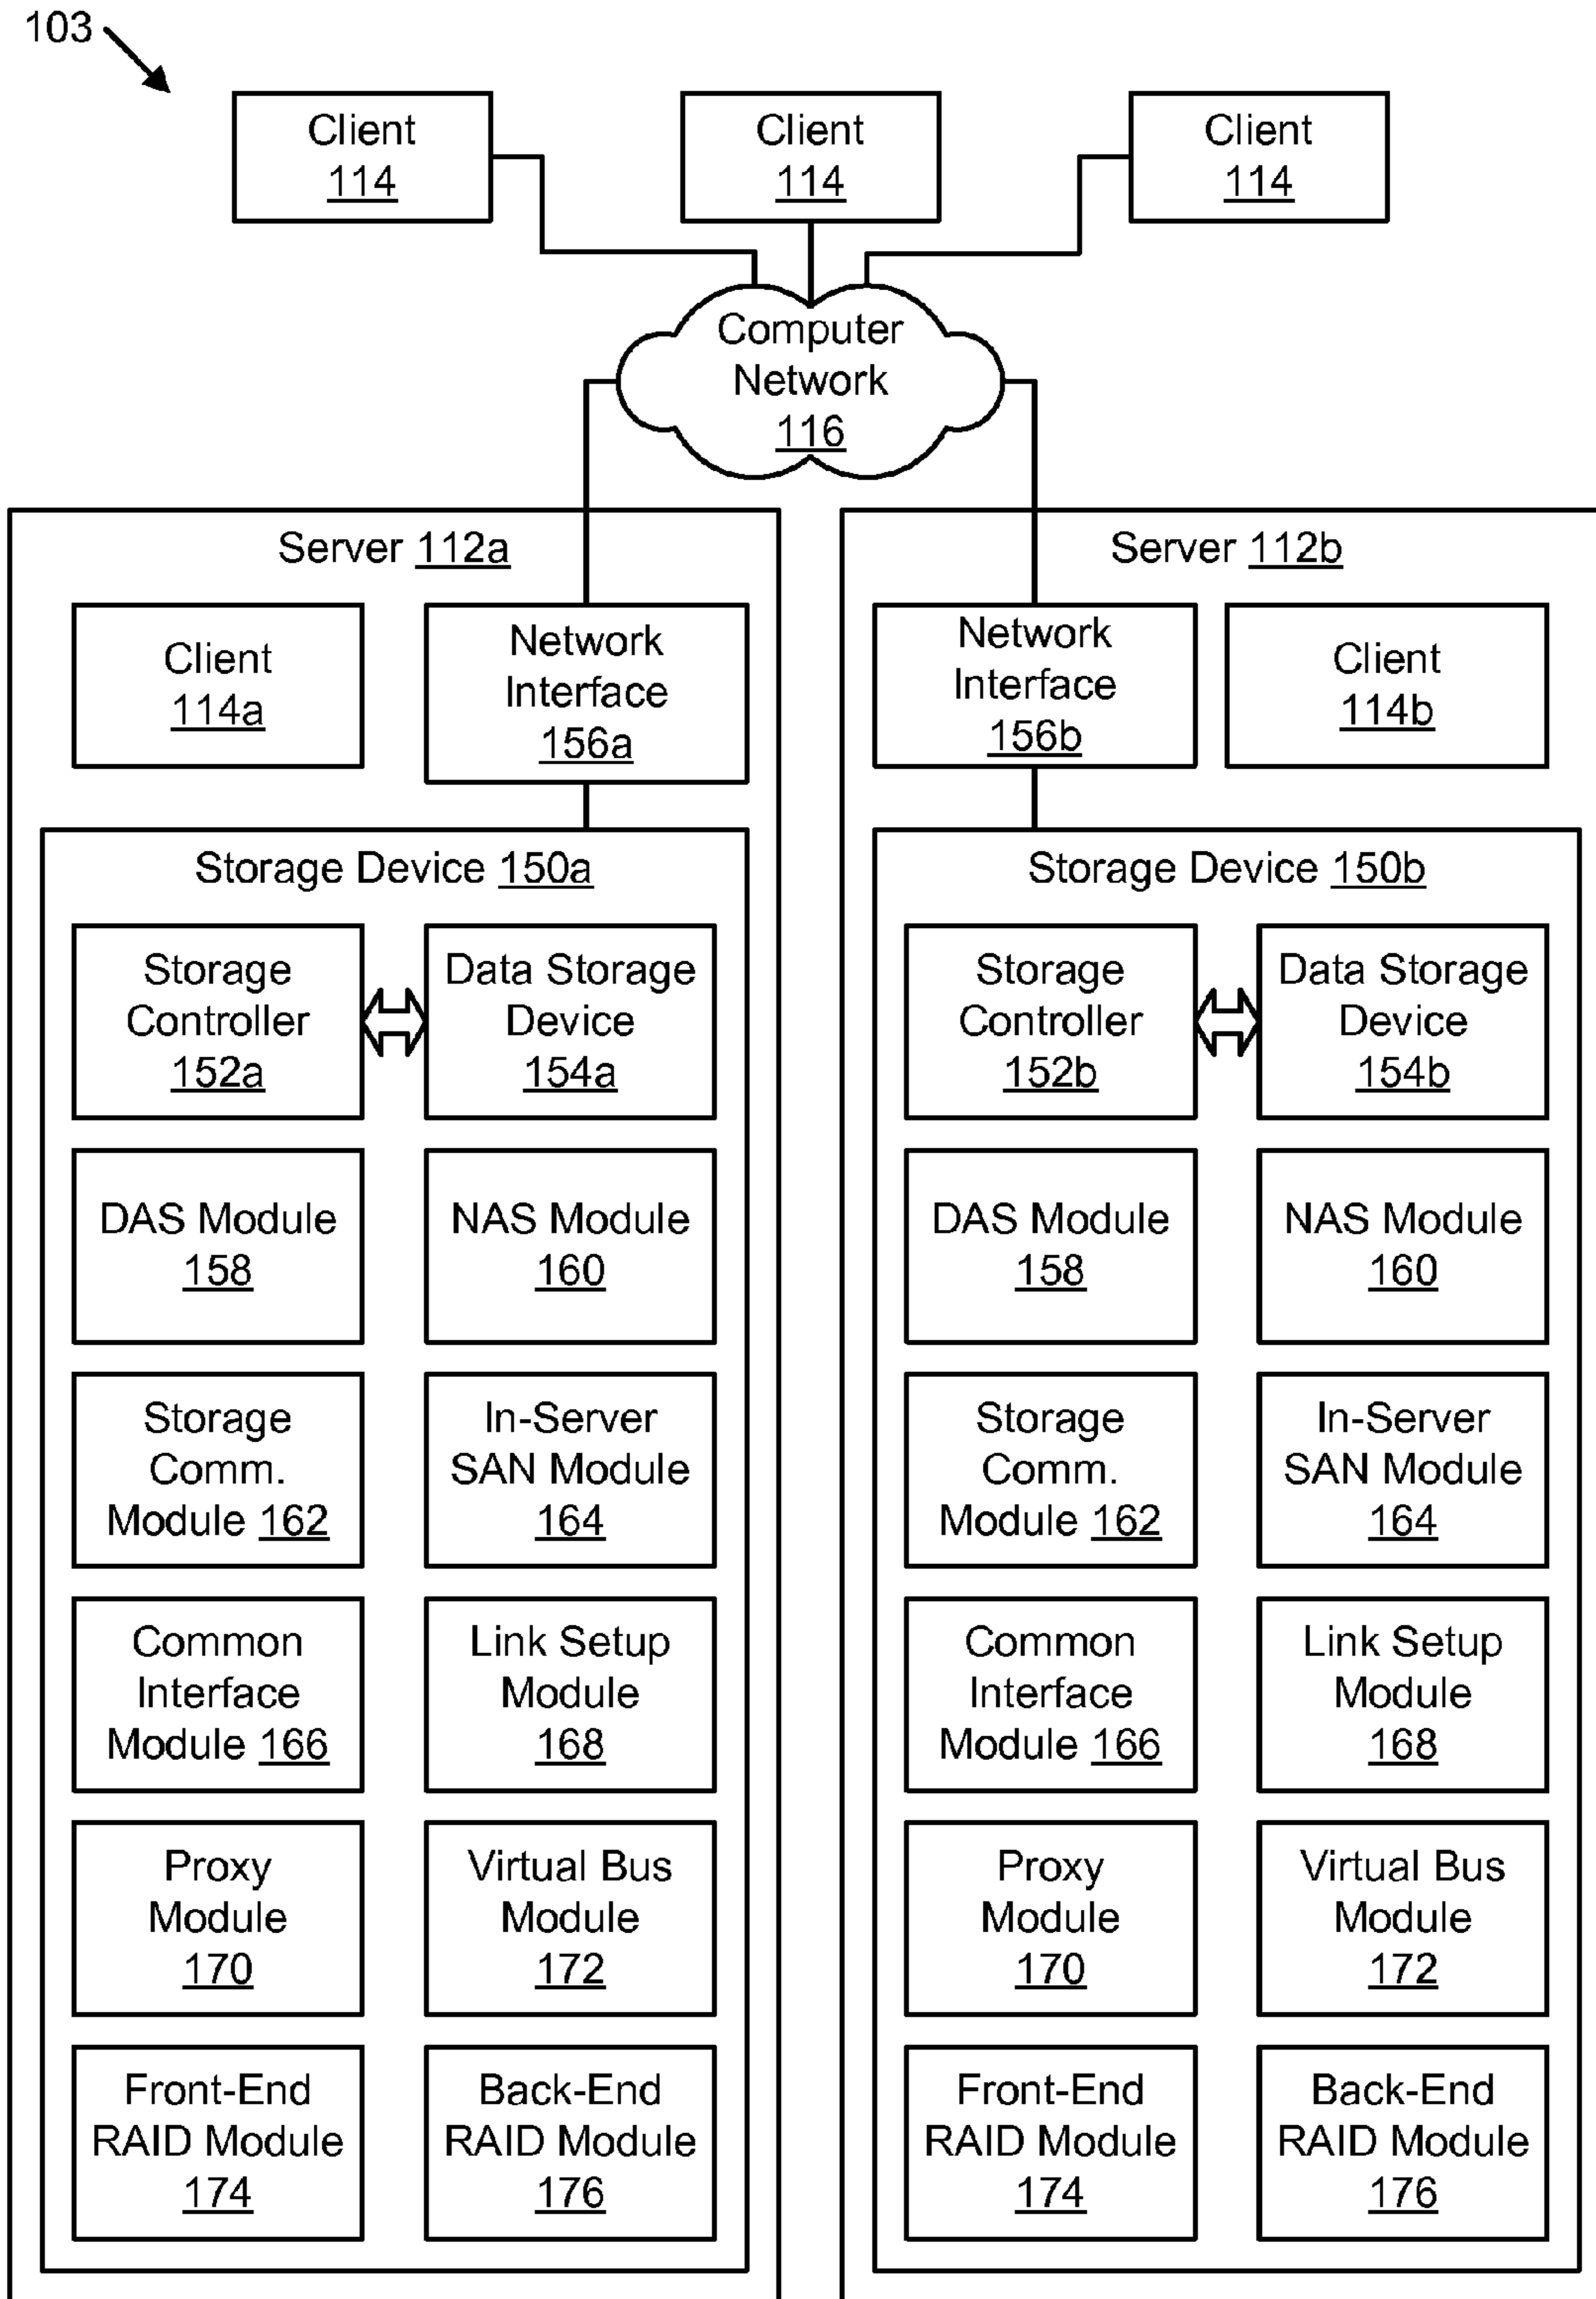 103
Client
114
Client
114
Client
114
Computer
Network
116
Server 112a
Client
114a
Network
Interface
156a
Storage Device 150a
Storage
Controller
152a
Data Storage
Device
154a
DAS Module
158
NAS Module
160
Storage
Comm.
Module 162
In-Server
SAN Module
164
Common
Interface
Module 166
Link Setup
Module
168
Proxy
Module
170
Virtual Bus
Module
172
Front-End
RAID Module
174
Back-End
RAID Module
176
Server 112b
Network
Interface
156b
Client
114b
Storage Device 150b
Storage
Controller
152b
Data Storage
Device
154b
DAS Module
158
NAS Module
160
Storage
Comm.
Module 162
In-Server
SAN Module
164
Common
Interface
Module 166
Link Setup
Module
168
Proxy
Module
170
Virtual Bus
Module
172
Front-End
RAID Module
174
Back-End
RAID Module
176